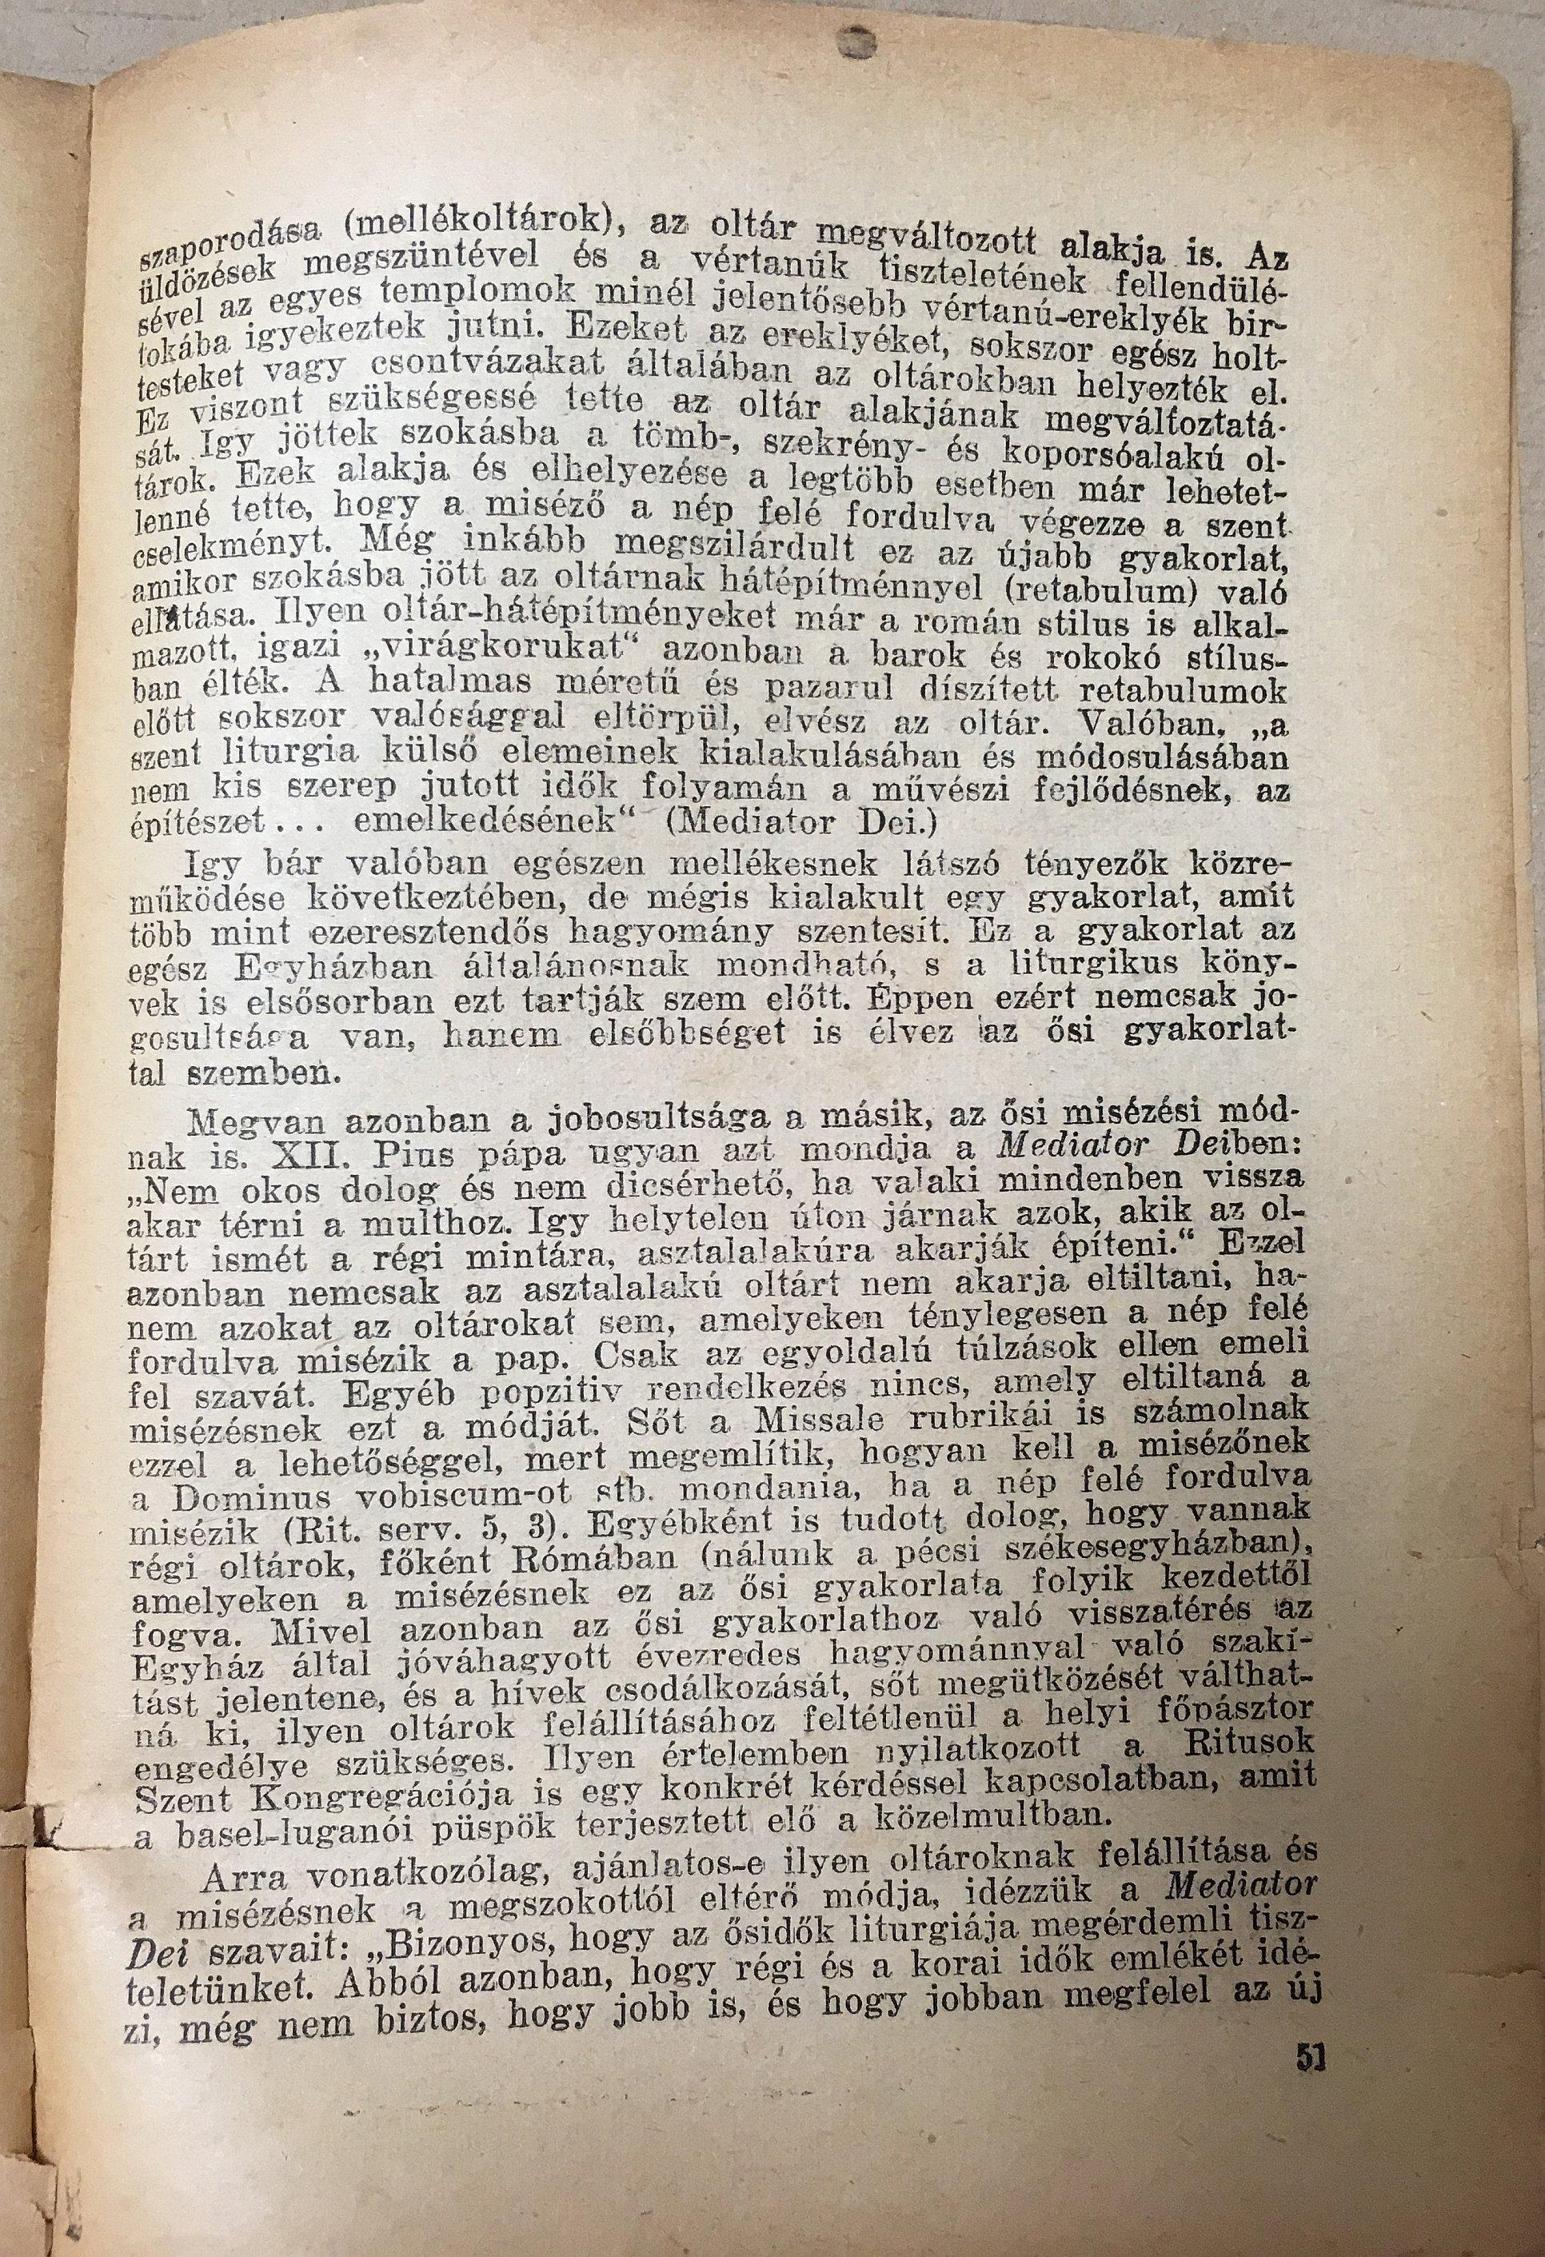 szaporodása (mellékoltárok), az oltár megváltozott alakja is. Az
üldözések megszüntével és a vértanúk tiszteletének fellendülé-
sével az egyes templomok minél jelentősebb vértanú-ereklyék bir-
tokába igyekeztek jutni. Ezeket az ereklyéket, sokszor egész holt-
testeket vagy csontvázakat általában az oltárokban helyezték el.
Ez viszont szükségessé tette az oltár alakjának megváltoztatá-
sát. Igy jöttek szokásba a tömb-, szekrény- és koporsóalakú ol-
tárok. Ezek alakja és elhelyezése a legtöbb esetben már lehetet-
lenné tette, hogy a miséző a nép felé fordulva végezze a szent
cselekményt. Még inkább megszilárdult ez az újabb gyakorlat,
amikor szokásba jött az oltárnak hátépítménnyel (retabulum) való
ellátása. Ilyen oltár-hátépítményeket már a román stilus is alkal-
mazott, igazi „virágkorukat“ azonban a barok és rokokó stílus-
ban élték. A hatalmas méretű és pazarul díszített retabulumok
előtt sokszor valósággal eltörpül, elvész az oltár. Valóban, „a
szent liturgia külső elemeinek kialakulásában és módosulásában
nem kis szerep jutott idők folyamán a művészi fejlődésnek, az
építészet... emelkedésének“ (Mediator Dei.)
Igy bár valóban egészen mellékesnek látszó tényezők közre-
működése következtében, de mégis kialakult egy gyakorlat, amit
több mint ezeresztendős hagyomány szentesít. Ez a gyakorlat az
egész Egyházban általánosnak mondható, s a liturgikus köny-
vek is elsősorban ezt tartják szem előtt. Éppen ezért nemcsak jo-
gosultsága van, hanem elsőbbséget is élvez az ősi gyakorlat-
tal szemben.
Megvan azonban a jobosultsága a másik, az ősi misézési mód-
nak is. XII. Pius pápa ugyan azt mondja a Mediator Deiben:
„Nem okos dolog és nem dicsérhető, ha valaki mindenben vissza
akar térni a multhoz. Igy helytelen úton járnak azok, akik az ol-
tárt ismét a régi mintára, asztalalakúra akarják építeni.“ Ezzel
azonban nemcsak az asztalalakú oltárt nem akarja eltiltani, ha-
nem azokat az oltárokat sem, amelyeken ténylegesen a nép felé
fordulva misézik a pap. Csak az egyoldalú túlzások ellen emeli
fel szavát. Egyéb popzitiv rendelkezés nincs, amely eltiltaná a
misézésnek ezt a módját. Sőt a Missale rubrikái is számolnak
ezzel a lehetőséggel, mert megemlítik, hogyan kell a misézőnek
a Dominus vobiscum-ot stb. mondania, ha a nép felé fordulva
misézik (Rit. serv. 5, 3). Egyébként is tudott dolog, hogy vannak
régi oltárok, főként Rómában (nálunk a pécsi székesegyházban),
amelyeken a misézésnek ez az ősi gyakorlata folyik kezdettől
fogva. Mivel azonban az ősi gyakorlathoz való visszatérés az
Egyház által jóváhagyott évezredes hagyománnyal való szakí-
tást jelentene, és a hívek csodálkozását, sőt megütközését válthat-
ná ki, ilyen oltárok felállításához feltétlenül a helyi főpásztor
engedélye szükséges. Ilyen értelemben nyilatkozott a Ritusok
Szent Kongregációja is egy konkrét kérdéssel kapcsolatban, amit
a basel-luganói püspök terjesztett elő a közelmultban.
Arra vonatkozólag, ajánlatos-e ilyen oltároknak felállítása és
a misézésnek a megszokottól eltérő módja, idézzük a Mediator
Dei szavait: „Bizonyos, hogy az ősidők liturgiája megérdemli tisz-
teletünket. Abból azonban, hogy régi és a korai idők emlékét idé-
zi, még nem biztos, hogy jobb is, és hogy jobban megfelel az új
51